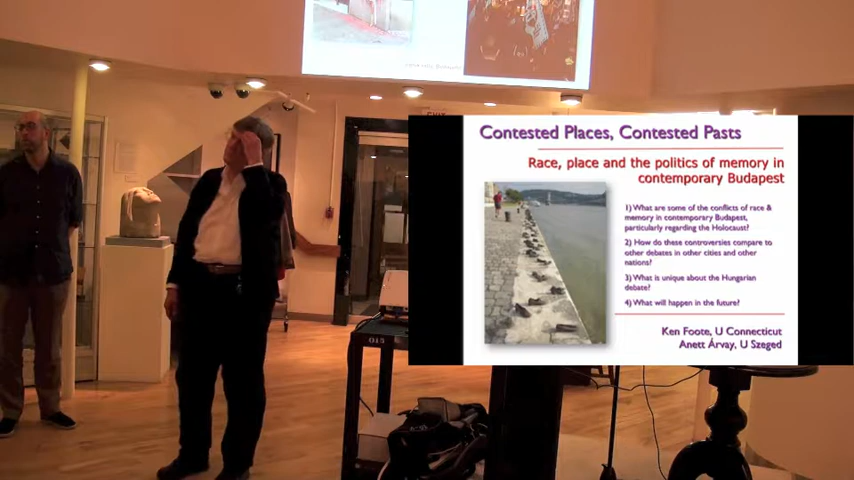 EXIT
Contested Places, Contested Pasts
Race, place and the politics of memory in
contemporary Budapest
1) What are some of the conflicts of race &
memory in contemporary Budapest,
particularly regarding the Holocaust?
2) How do these controversies compare to
other debates in other cities and other
nations?
3) What is unique about the Hungarian
debate?
4) What will happen in the future?
Ken Foote, U Connecticut
Anett Árvay, U Szeged
O1S